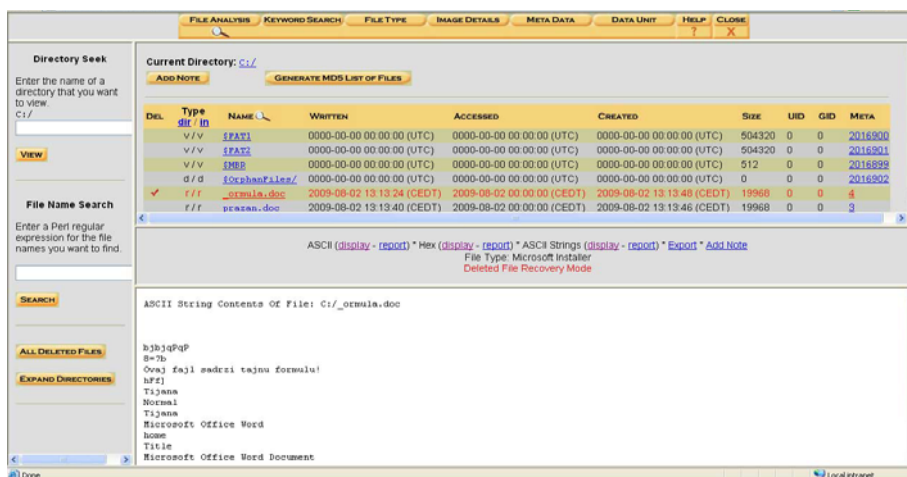 FILE ANALYSIS KEYWORD SEARCH FILE TYPE IMAGE DETAILS META DATA DATA UNIT HELP CLOSE
? X
Directory Seek
Enter the name of a
directory that you want
to view.
C:/
VIEW
File Name Search
Enter a Perl regular
expression for the file
names you want to find.
SEARCH
ALL DELETED FILES
EXPAND DIRECTORIES
Current Directory: C:/
ADD NOTE GENERATE MD5 LIST OF FILES
DEL Type dir / in NAME WRITTEN ACCESSED CREATED SIZE UID GID META
v/v $FAT1 0000-00-00 00:00:00 (UTC) 0000-00-00 00:00:00 (UTC) 0000-00-00 00:00:00 (UTC) 504320 0 0 2016900
v/v $FAT2 0000-00-00 00:00:00 (UTC) 0000-00-00 00:00:00 (UTC) 0000-00-00 00:00:00 (UTC) 504320 0 0 2016901
v/v $MBR 0000-00-00 00:00:00 (UTC) 0000-00-00 00:00:00 (UTC) 0000-00-00 00:00:00 (UTC) 512 0 0 2016899
d/d $OrphanFiles/ 0000-00-00 00:00:00 (UTC) 0000-00-00 00:00:00 (UTC) 0000-00-00 00:00:00 (UTC) 0 0 0 2016902
✔ r/r _ormula.doc 2009-08-02 13:13:24 (CEDT) 2009-08-02 00:00:00 (CEDT) 2009-08-02 13:13:48 (CEDT) 19968 0 0 4
r/r prazan.doc 2009-08-02 13:13:40 (CEDT) 2009-08-02 00:00:00 (CEDT) 2009-08-02 13:13:46 (CEDT) 19968 0 0 3
ASCII (display - report) * Hex (display - report) * ASCII Strings (display - report) * Export * Add Note
File Type: Microsoft Installer
Deleted File Recovery Mode
ASCII String Contents Of File: C:/_ormula.doc
bjbjqPqP
8=7b
Ovaj fajl sadrzi tajnu formulu!
hFf]
Tijana
Normal
Tijana
Microsoft Office Word
home
Title
Microsoft Office Word Document
Done Local intranet